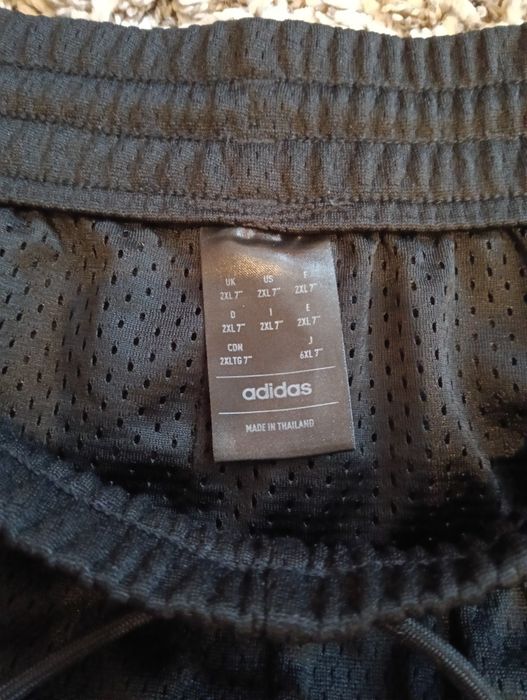 UK US F
2XL 7" 2XL 7" 2XL 7"
D I E
2XL 7" 2XL 7" 2XL 7"
CDN J
2XLTG 7" 6XL 7"
adidas
MADE IN THAILAND